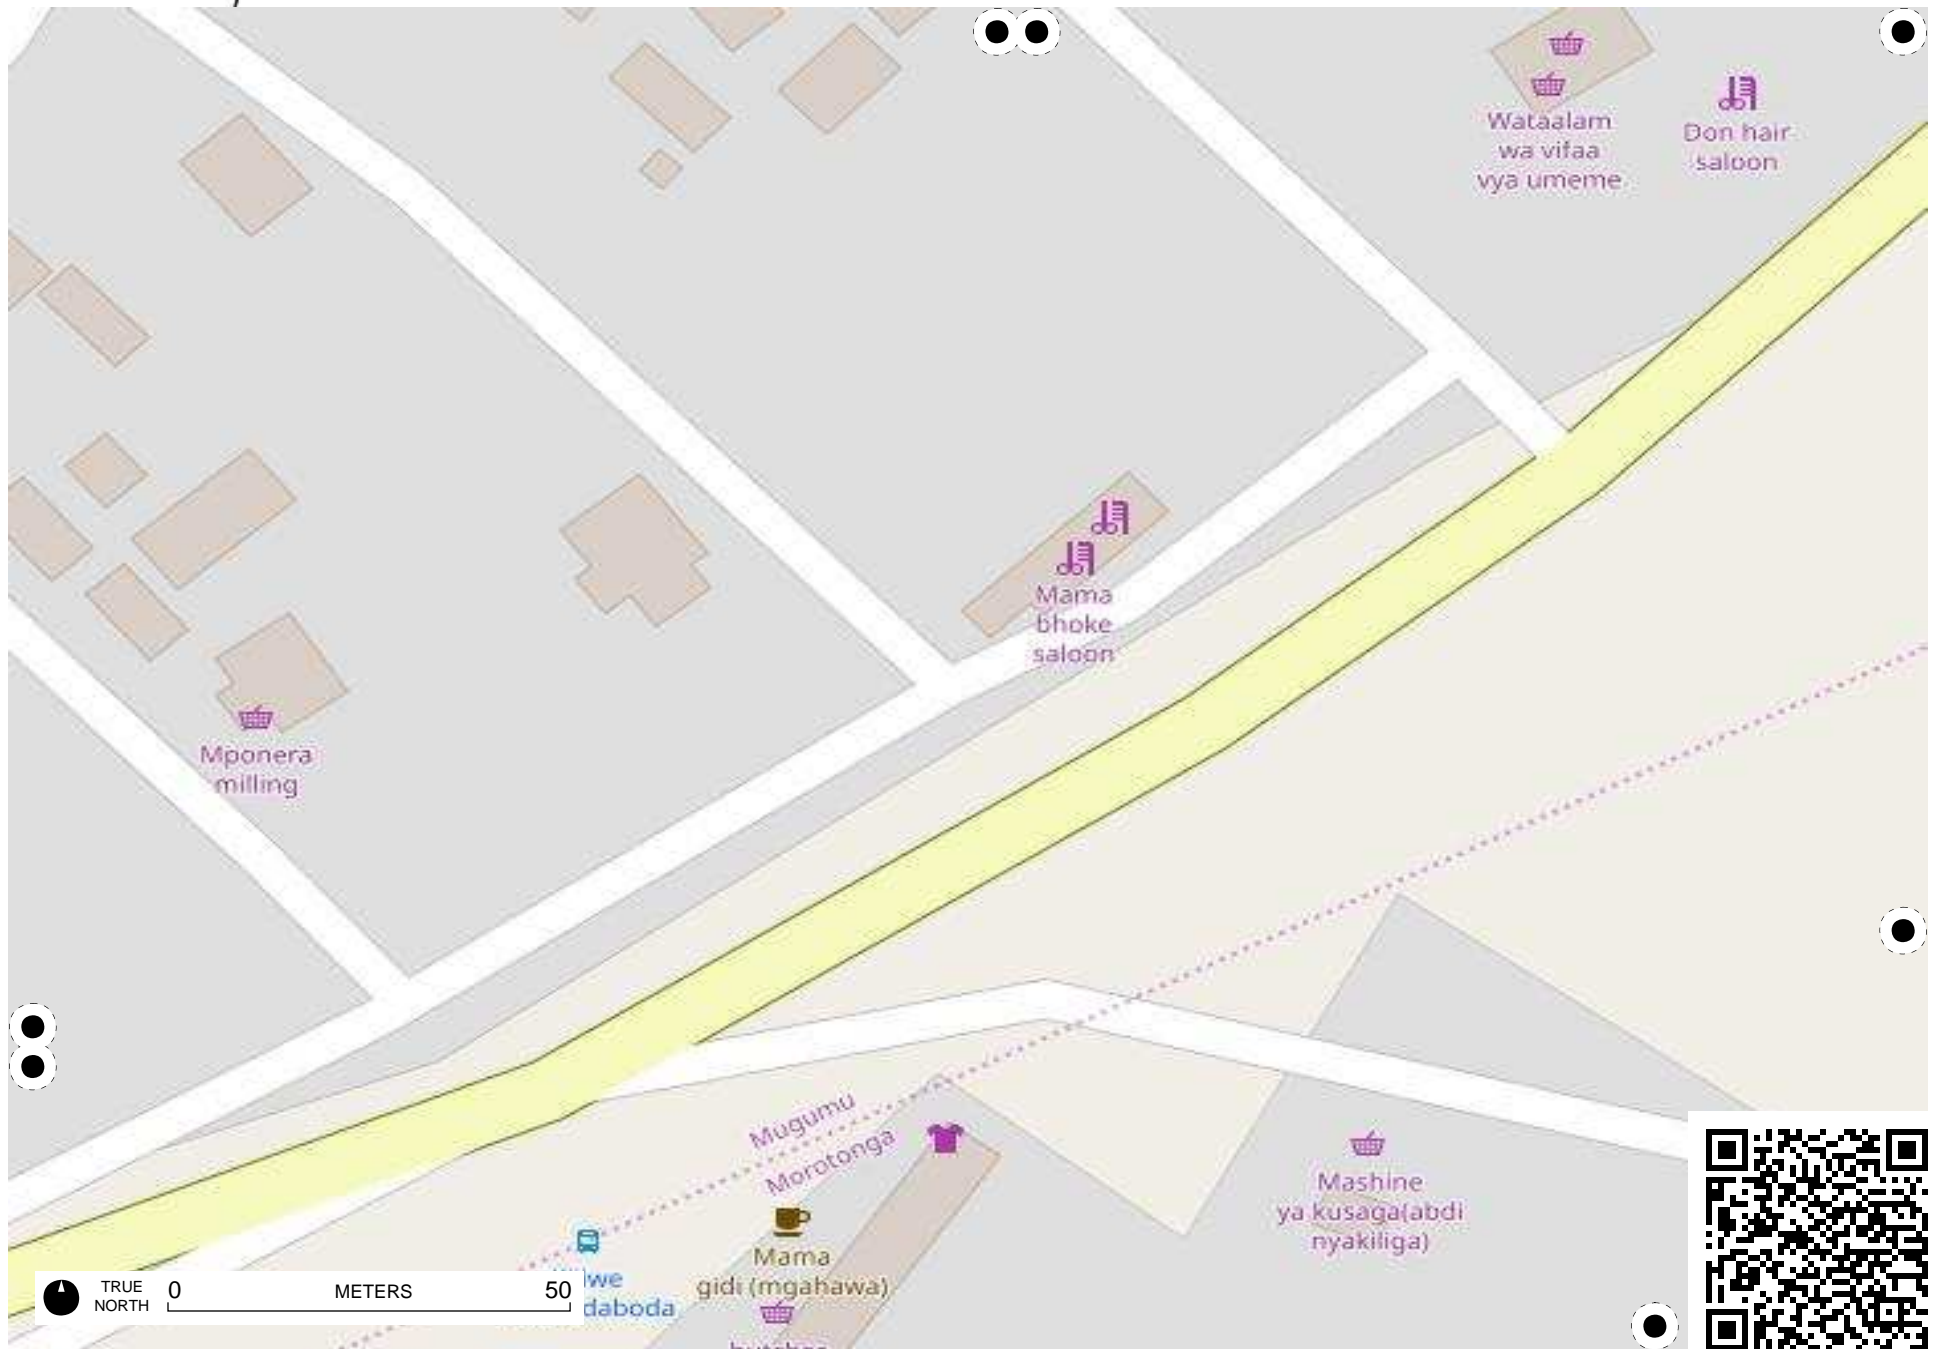 Wataalam
wa vifaa
vya umeme
Don hair
saloon
Mama
bhoke
saloon
Mponera
milling
Mugumu
Morotonga
Mashine
ya kusaga(abdi
nyakiliga)
Mama
gidi (mgahawa)
TRUE
NORTH
0 METERS 50